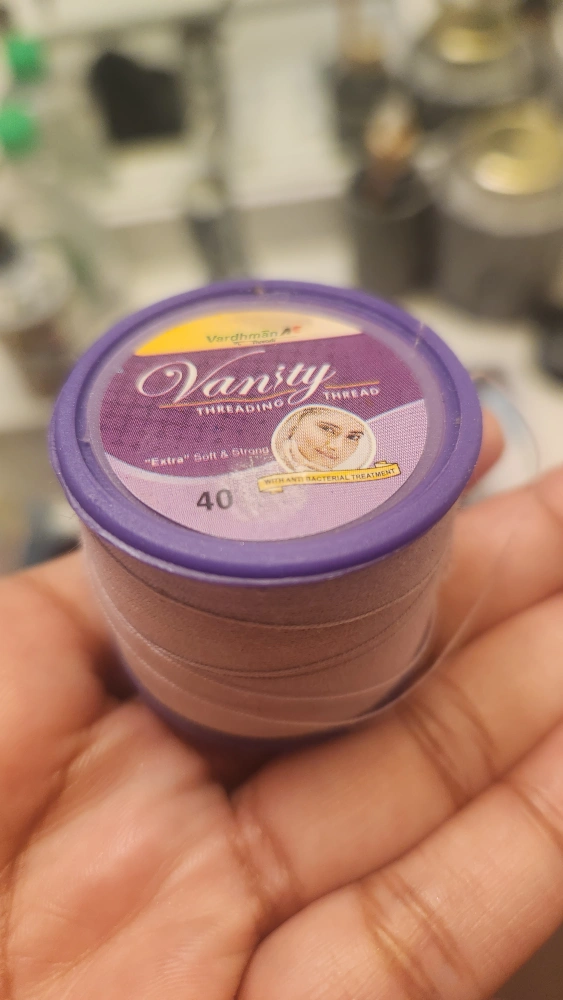 Vardhman
Vanity
THREADING THREAD
"Extra" Soft & Strong
WITH ANTI BACTERIAL TREATMENT
40